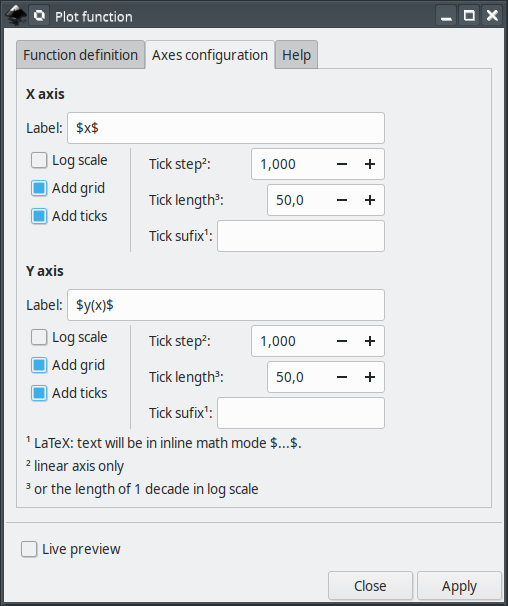 Plot function
Function definition Axes configuration Help
X axis
Label: $x$
Log scale Tick step²: 1,000 − +
Add grid Tick length³: 50,0 − +
Add ticks Tick sufix¹:
Y axis
Label: $y(x)$
Log scale Tick step²: 1,000 − +
Add grid Tick length³: 50,0 − +
Add ticks Tick sufix¹:
¹ LaTeX: text will be in inline math mode $...$.
² linear axis only
³ or the length of 1 decade in log scale
Live preview
Close Apply